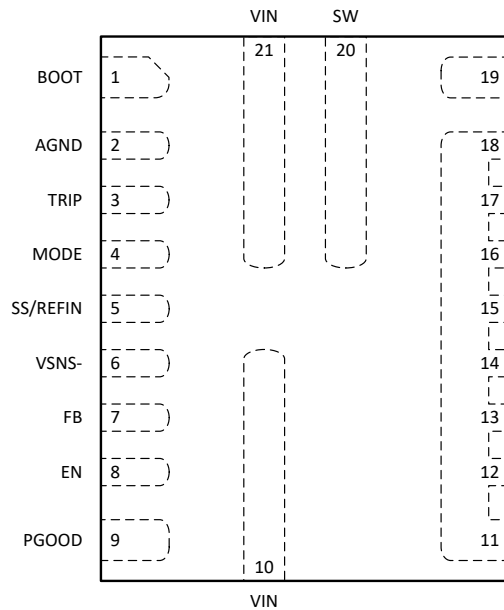 VIN SW
21 20
BOOT 1 19
AGND 2 18
TRIP 3 17
MODE 4 16
SS/REFIN 5 15
VSNS- 6 14
FB 7 13
EN 8 12
PGOOD 9 11
10
VIN